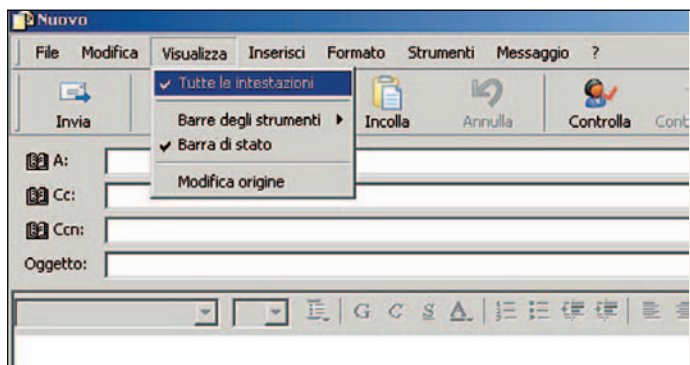 Nuovo
File Modifica Visualizza Inserisci Formato Strumenti Messaggio ?
Tutte le intestazioni
Barre degli strumenti
Barra di stato
Modifica origine
Invia Incolla Annulla Controlla Cont
A:
Cc:
Ccn:
Oggetto:
G C S A